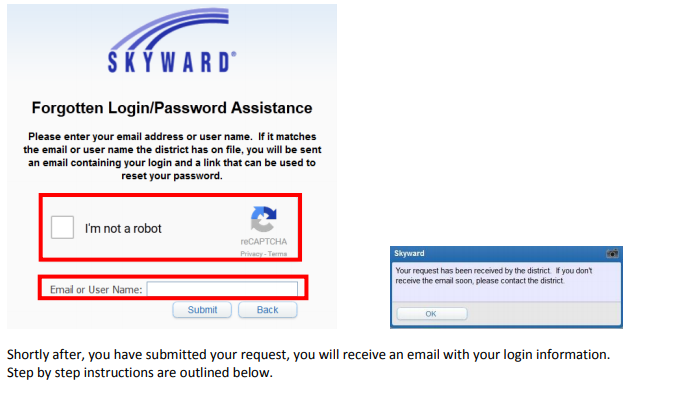 SKYWARD®
Forgotten Login/Password Assistance
Please enter your email address or user name. If it matches
the email or user name the district has on file, you will be sent
an email containing your login and a link that can be used to
reset your password.
I'm not a robot
reCAPTCHA
Privacy - Terms
Email or User Name:
Submit Back
Skyward
Your request has been received by the district. If you don't
receive the email soon, please contact the district.
OK
Shortly after, you have submitted your request, you will receive an email with your login information.
Step by step instructions are outlined below.